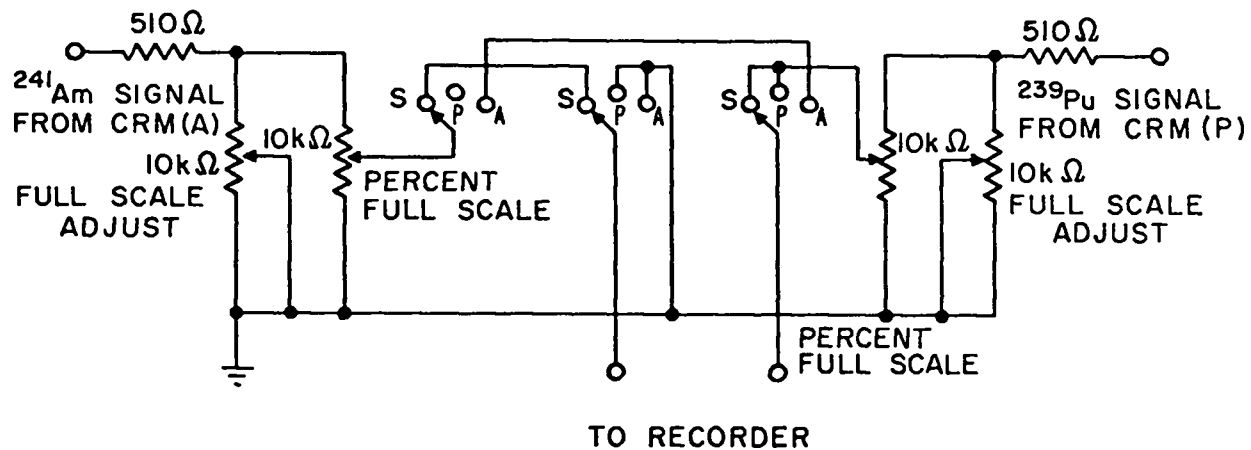 510Ω
²⁴¹Am SIGNAL
FROM CRM(A)
10kΩ
FULL SCALE
ADJUST
10kΩ
PERCENT
FULL SCALE
S
P
A
S
P
A
S
P
A
510Ω
²³⁹Pu SIGNAL
FROM CRM(P)
10kΩ
10kΩ
FULL SCALE
ADJUST
PERCENT
FULL SCALE
TO RECORDER